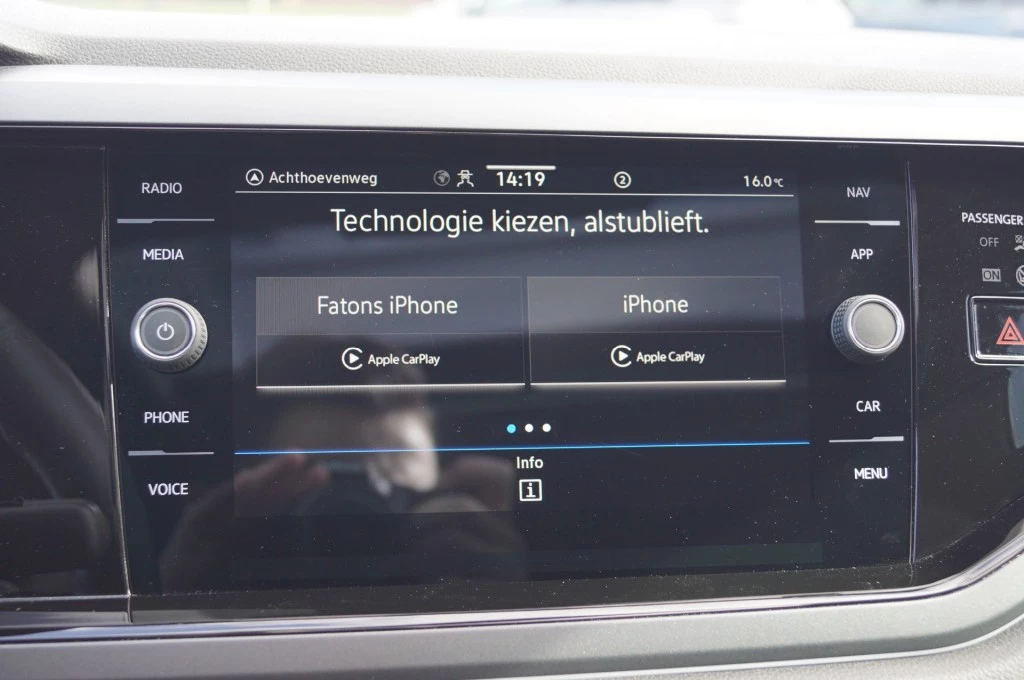 RADIO
MEDIA
PHONE
VOICE
Achthoevenweg
14:19
2
16.0°C
Technologie kiezen, alstublieft.
Fatons iPhone
Apple CarPlay
iPhone
Apple CarPlay
Info
i
NAV
APP
CAR
MENU
PASSENGER
OFF
ON